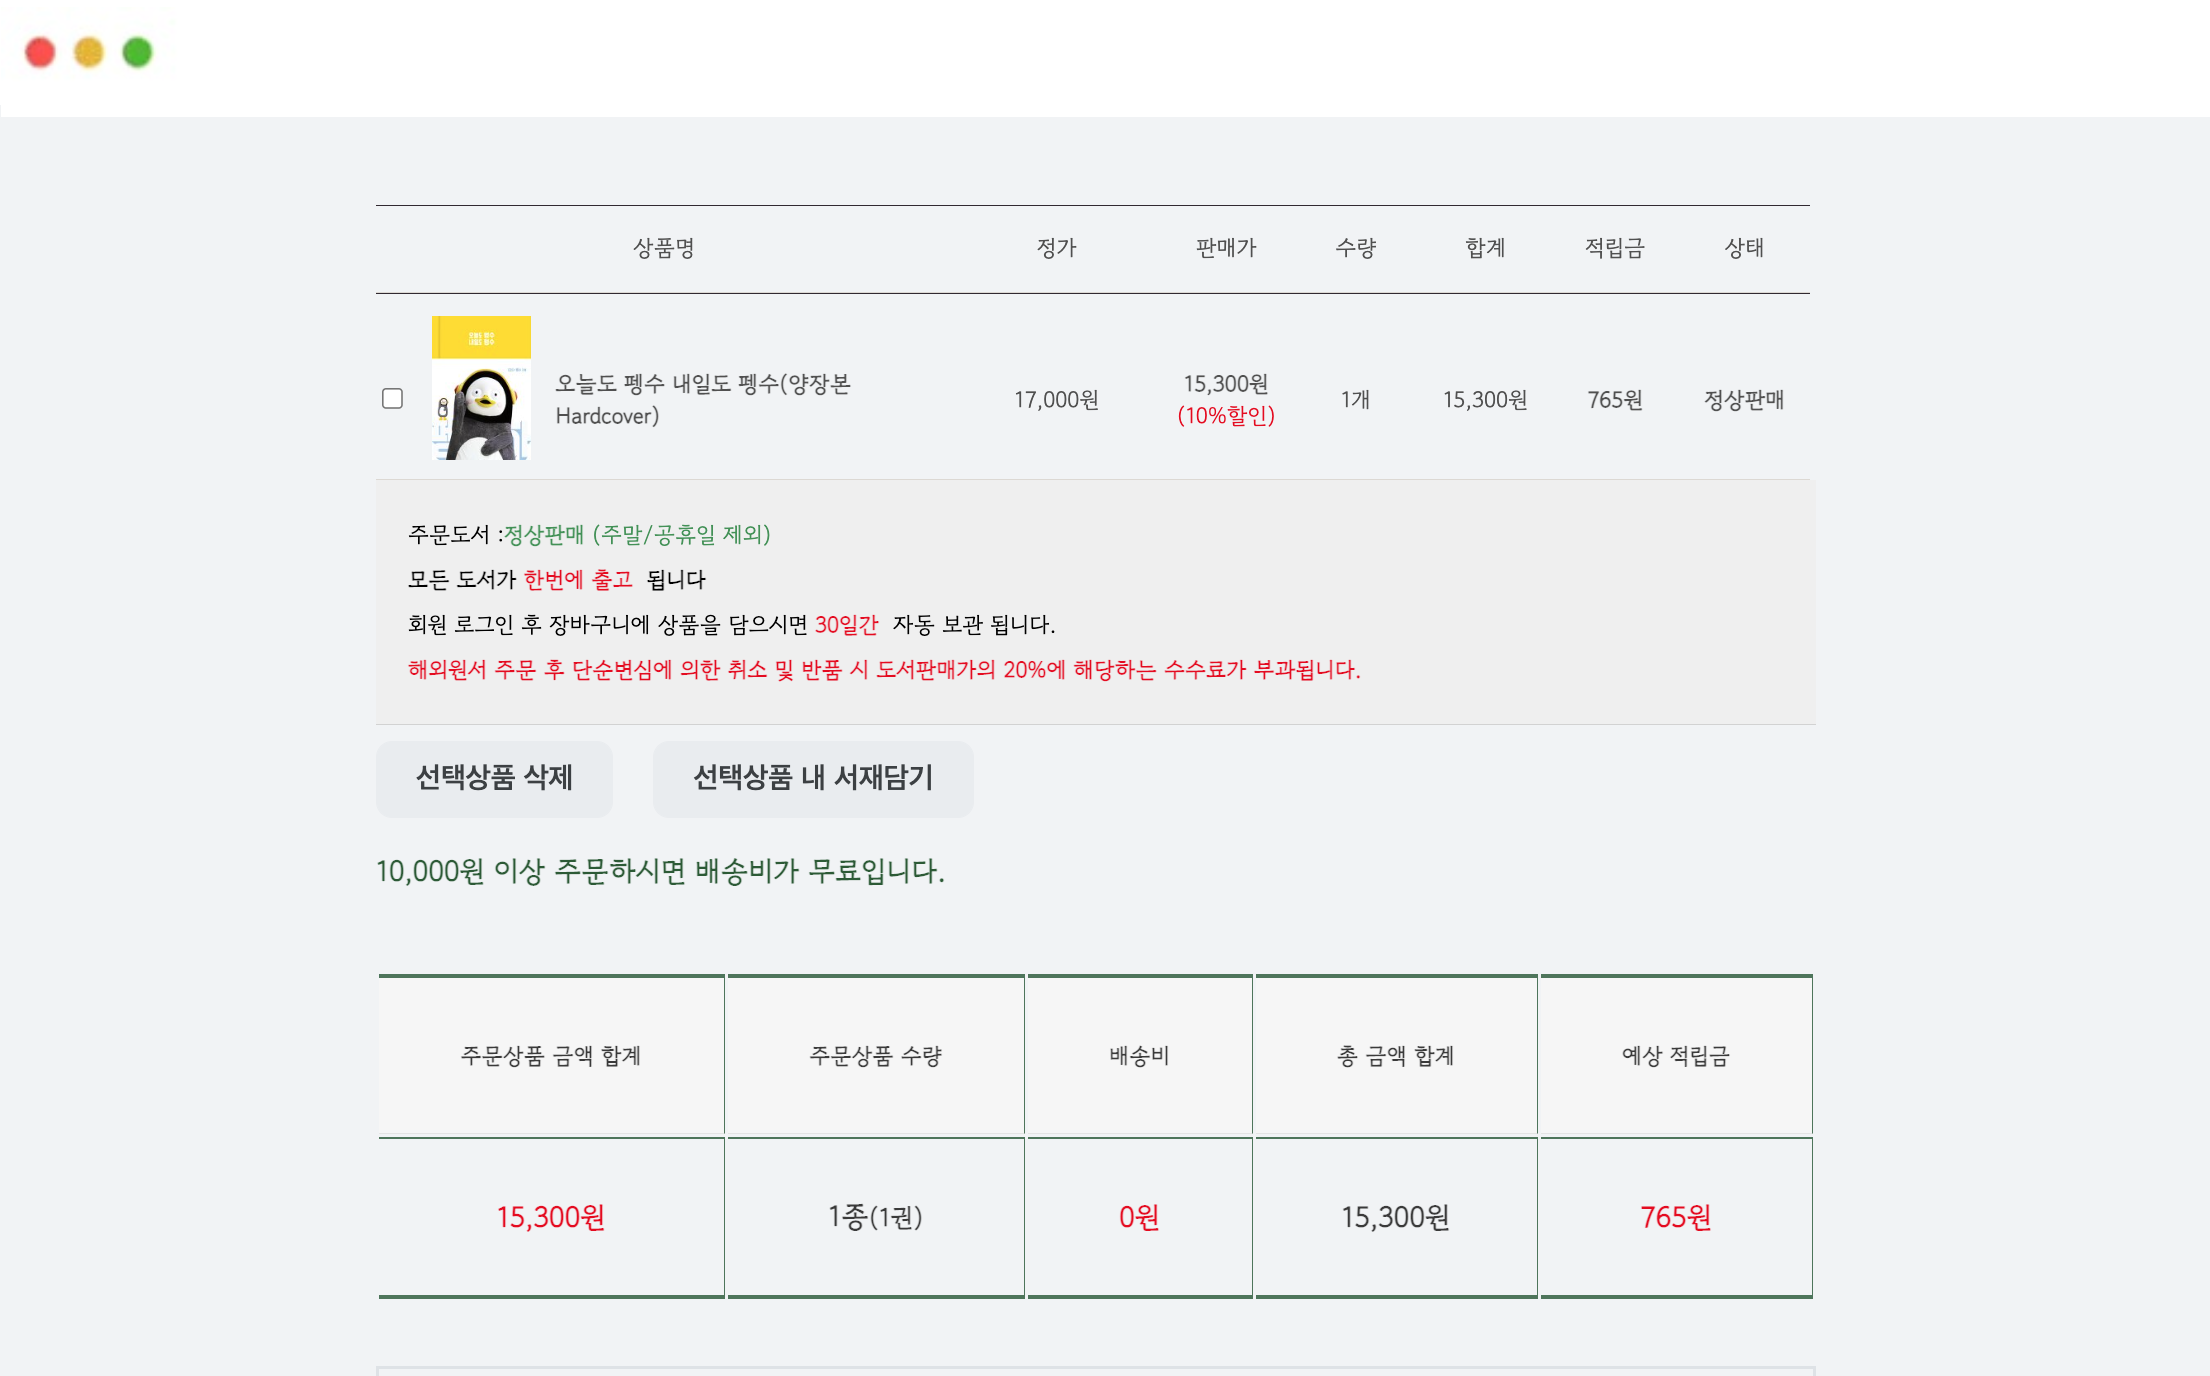 상품명 정가 판매가 수량 합계 적립금 상태
오늘도 펭수
내일도 펭수
오늘도 펭수 내일도 펭수(양장본
Hardcover)
17,000원
15,300원
(10%할인)
1개
15,300원
765원
정상판매
주문도서 :정상판매 (주말/공휴일 제외)
모든 도서가 한번에 출고 됩니다
회원 로그인 후 장바구니에 상품을 담으시면 30일간 자동 보관 됩니다.
해외원서 주문 후 단순변심에 의한 취소 및 반품 시 도서판매가의 20%에 해당하는 수수료가 부과됩니다.
선택상품 삭제
선택상품 내 서재담기
10,000원 이상 주문하시면 배송비가 무료입니다.
주문상품 금액 합계 주문상품 수량 배송비 총 금액 합계 예상 적립금
15,300원 1종(1권) 0원 15,300원 765원